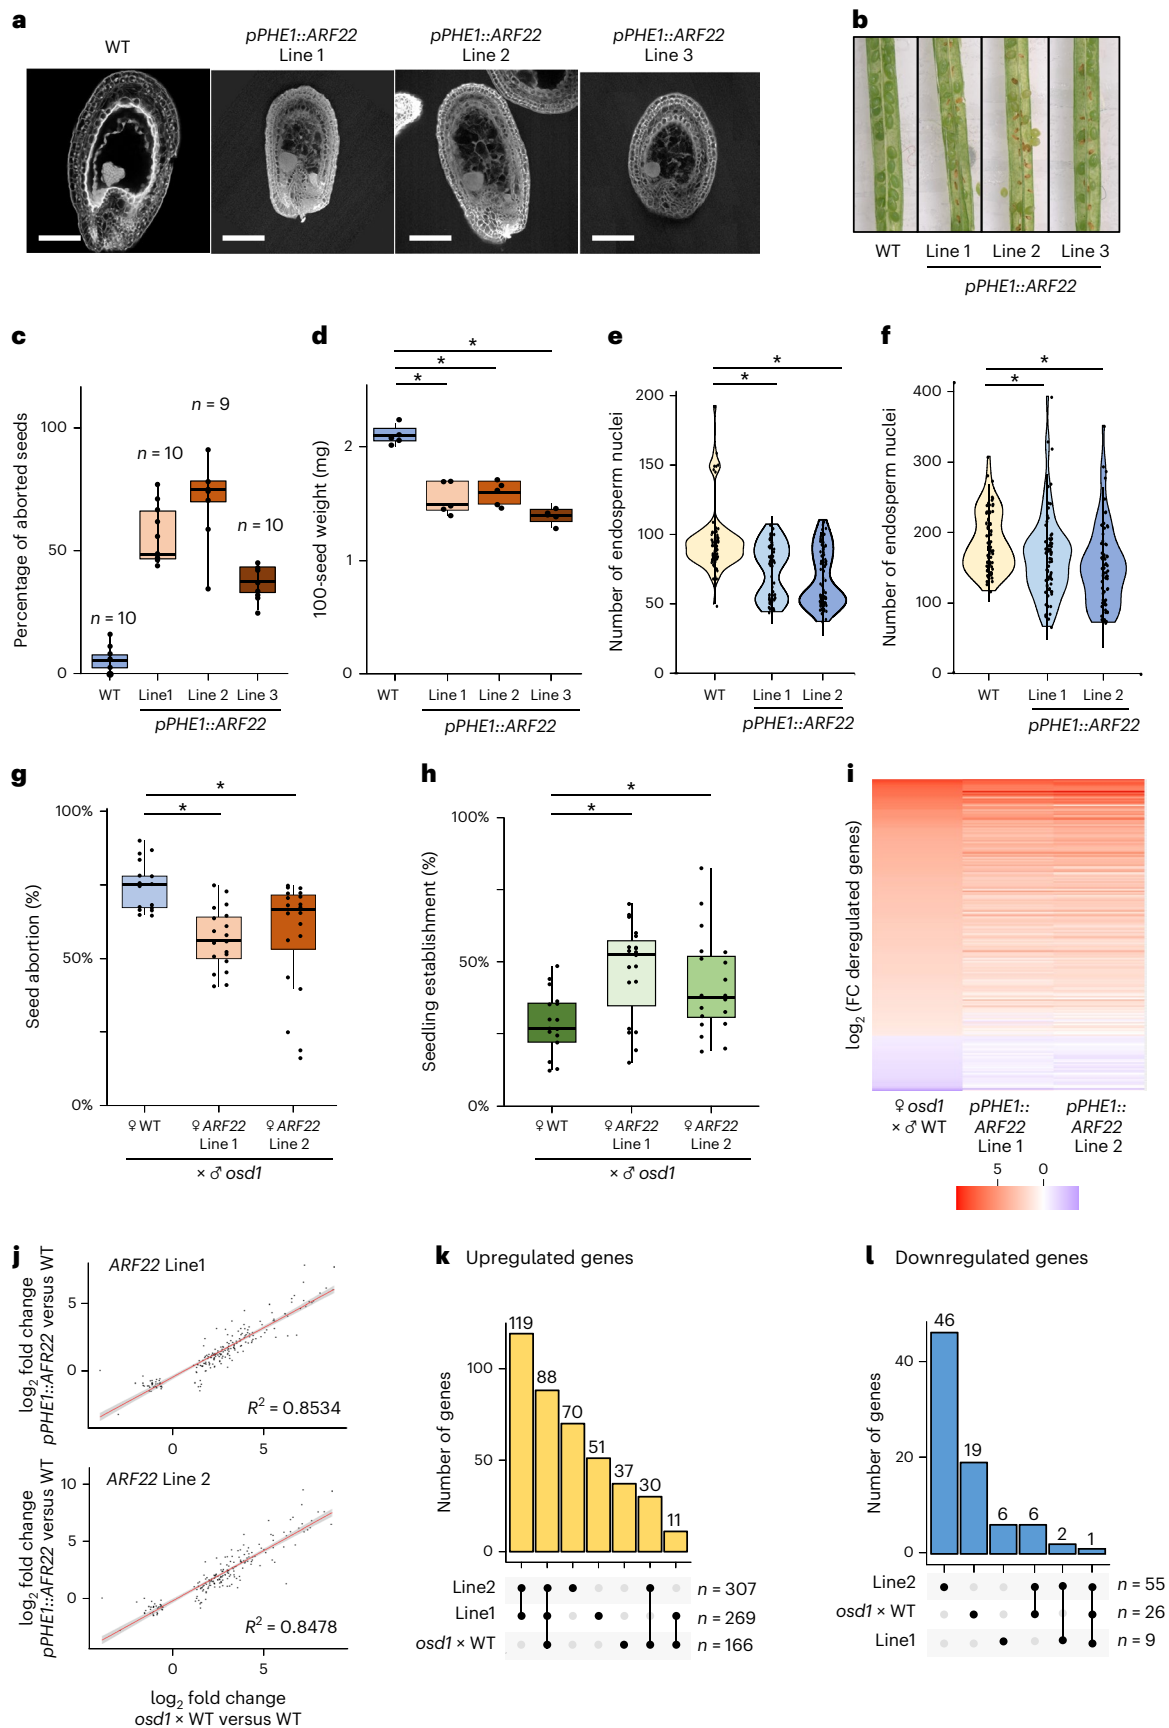 a
WT
pPHE1::ARF22
Line 1
pPHE1::ARF22
Line 2
pPHE1::ARF22
Line 3
b
WT
Line 1
Line 2
Line 3
pPHE1::ARF22
c
Percentage of aborted seeds
100
50
0
n = 10
n = 10
n = 9
n = 10
WT
Line1
Line 2
Line 3
pPHE1::ARF22
d
100-seed weight (mg)
2
1
0
*
*
*
WT
Line 1
Line 2
Line 3
pPHE1::ARF22
e
Number of endosperm nuclei
200
150
100
50
0
*
*
WT
Line 1
Line 2
pPHE1::ARF22
f
Number of endosperm nuclei
400
300
200
100
0
*
*
WT
Line 1
Line 2
pPHE1::ARF22
g
Seed abortion (%)
100%
50%
0%
*
*
♀ WT
♀ ARF22
Line 1
♀ ARF22
Line 2
× ♂ osd1
h
Seedling establishment (%)
100%
50%
0%
*
*
♀ WT
♀ ARF22
Line 1
♀ ARF22
Line 2
× ♂ osd1
i
log2 (FC deregulated genes)
♀ osd1
× ♂ WT
pPHE1::
ARF22
Line 1
pPHE1::
ARF22
Line 2
5 0
j
log2 fold change
pPHE1::AFR22 versus WT
ARF22 Line1
5
0
R2 = 0.8534
0 5
log2 fold change
pPHE1::AFR22 versus WT
ARF22 Line 2
10
5
0
R2 = 0.8478
0 5
log2 fold change
osd1 × WT versus WT
k Upregulated genes
Number of genes
100
50
0
119
88
70
51
37
30
11
Line2 n = 307
Line1 n = 269
osd1 × WT n = 166
l Downregulated genes
Number of genes
40
20
0
46
19
6
6
2
1
Line2 n = 55
osd1 × WT n = 26
Line1 n = 9